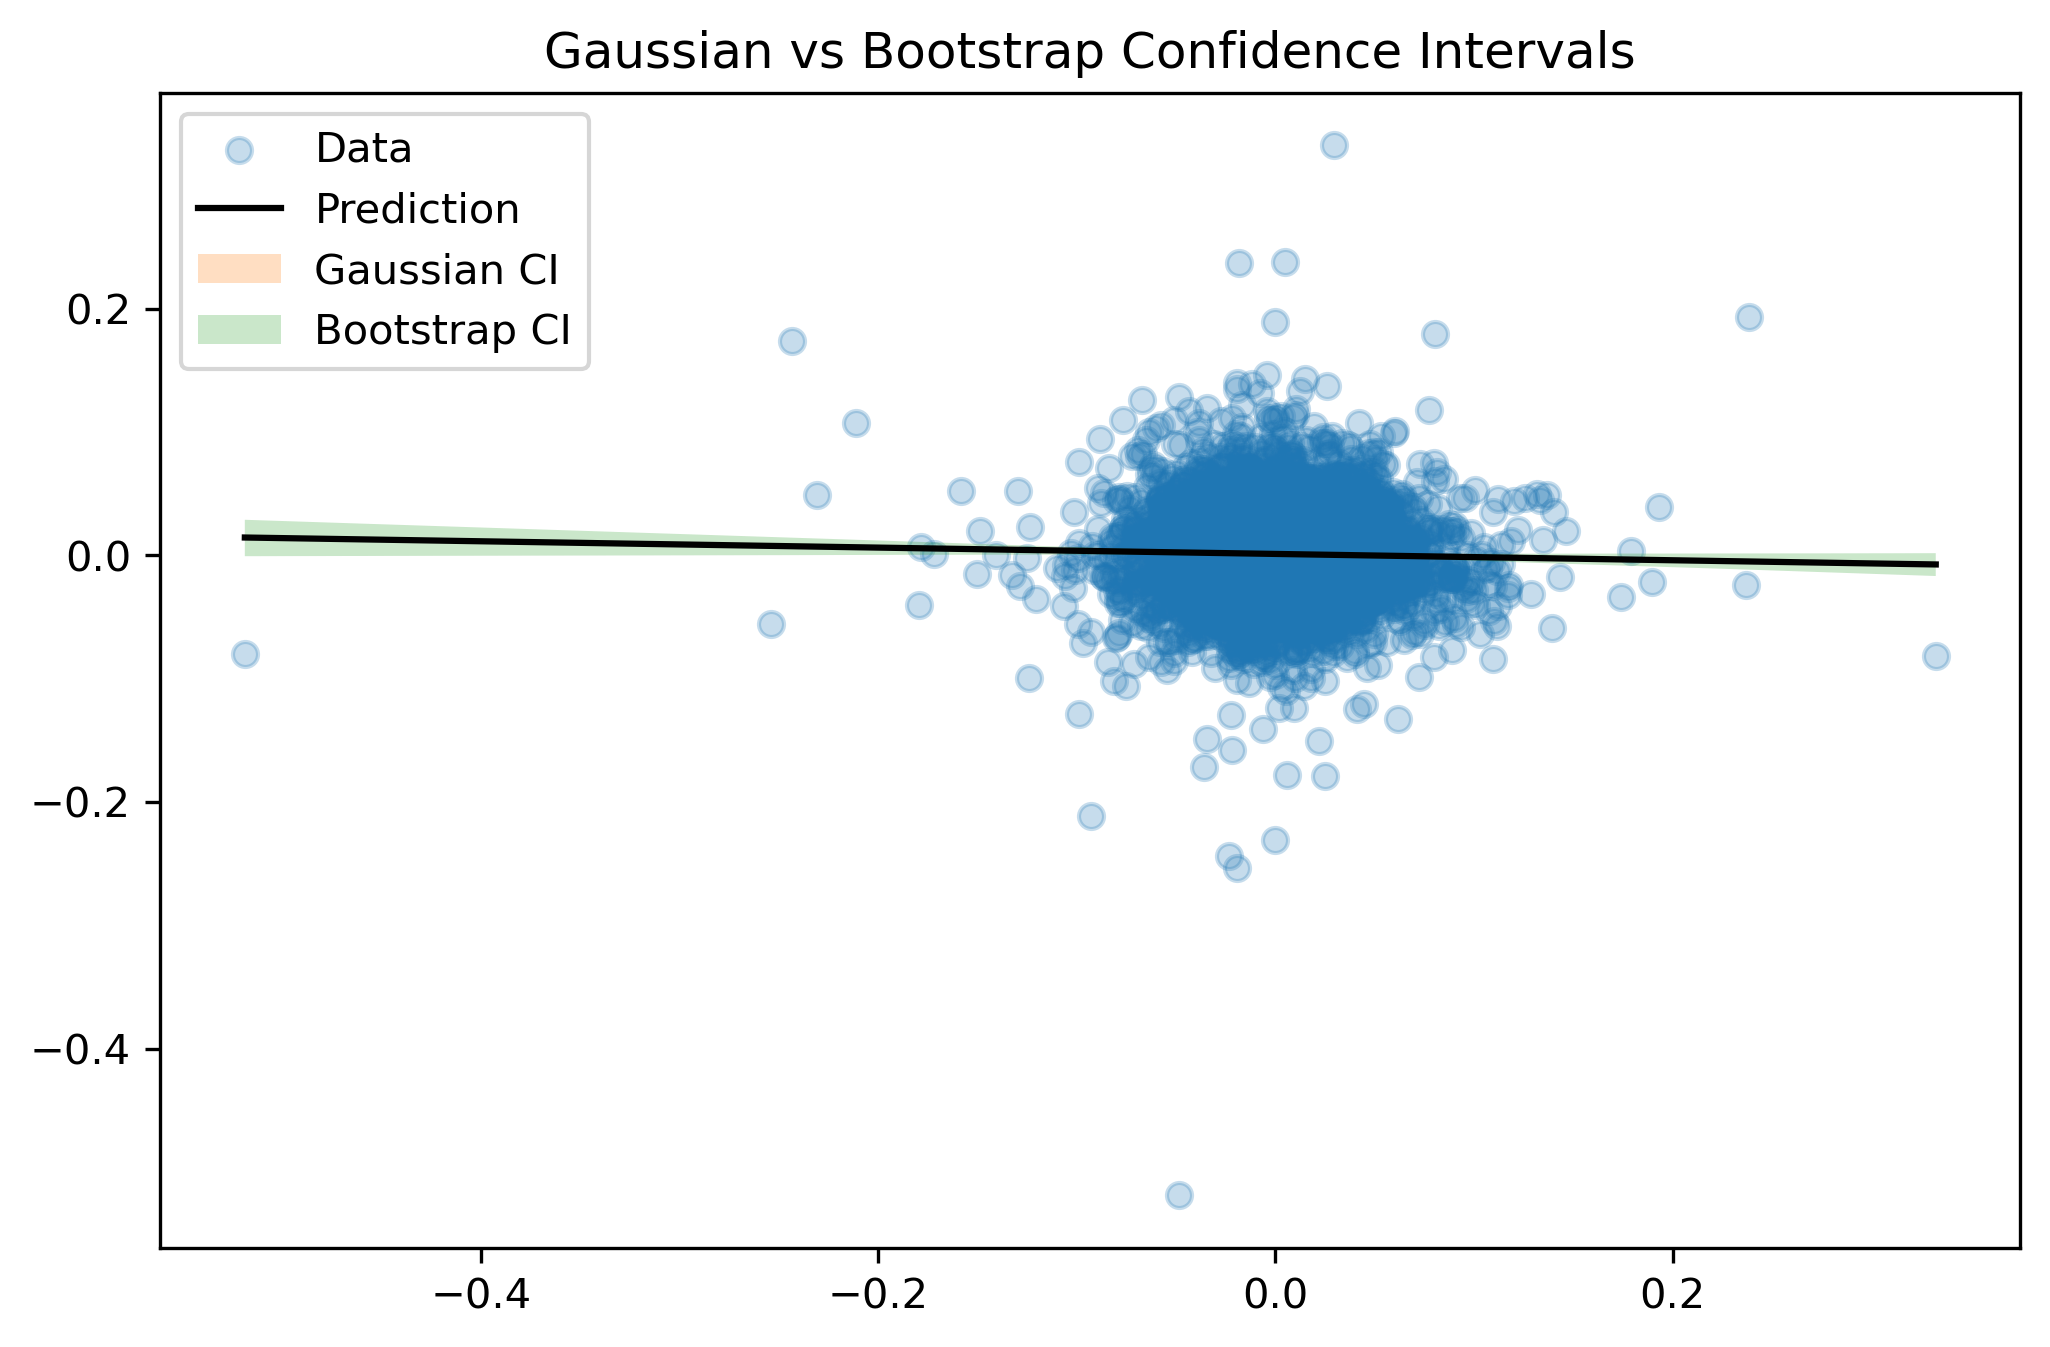 Gaussian vs Bootstrap Confidence Intervals
Data
Prediction
Gaussian CI
Bootstrap CI
0.2
0.0
−0.2
−0.4
−0.4
−0.2
0.0
0.2